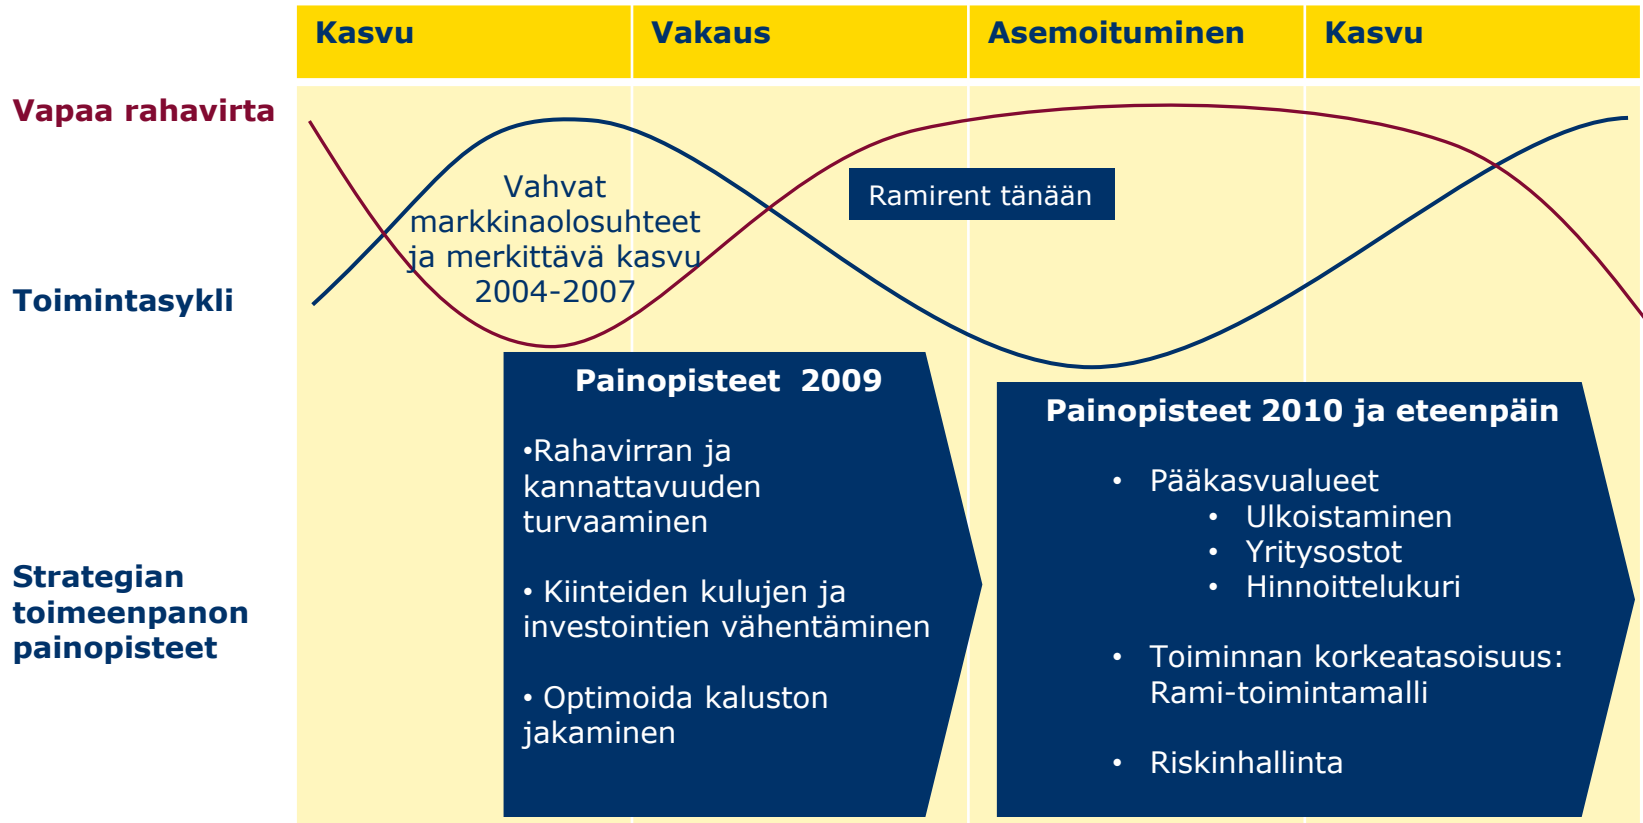 Kasvu
Vakaus
Asemoituminen
Kasvu
Vapaa rahavirta
Vahvat
markkinaolosuhteet
ja merkittävä kasvu
2004-2007
Ramirent tänään
Toimintasykli
Strategian
toimeenpanon
painopisteet
Painopisteet 2009
•Rahavirran ja
kannattavuuden
turvaaminen
• Kiinteiden kulujen ja
investointien vähentäminen
• Optimoida kaluston
jakaminen
Painopisteet 2010 ja eteenpäin
• Pääkasvualueet
• Ulkoistaminen
• Yritysostot
• Hinnoittelukuri
• Toiminnan korkeatasoisuus:
Rami-toimintamalli
• Riskinhallinta